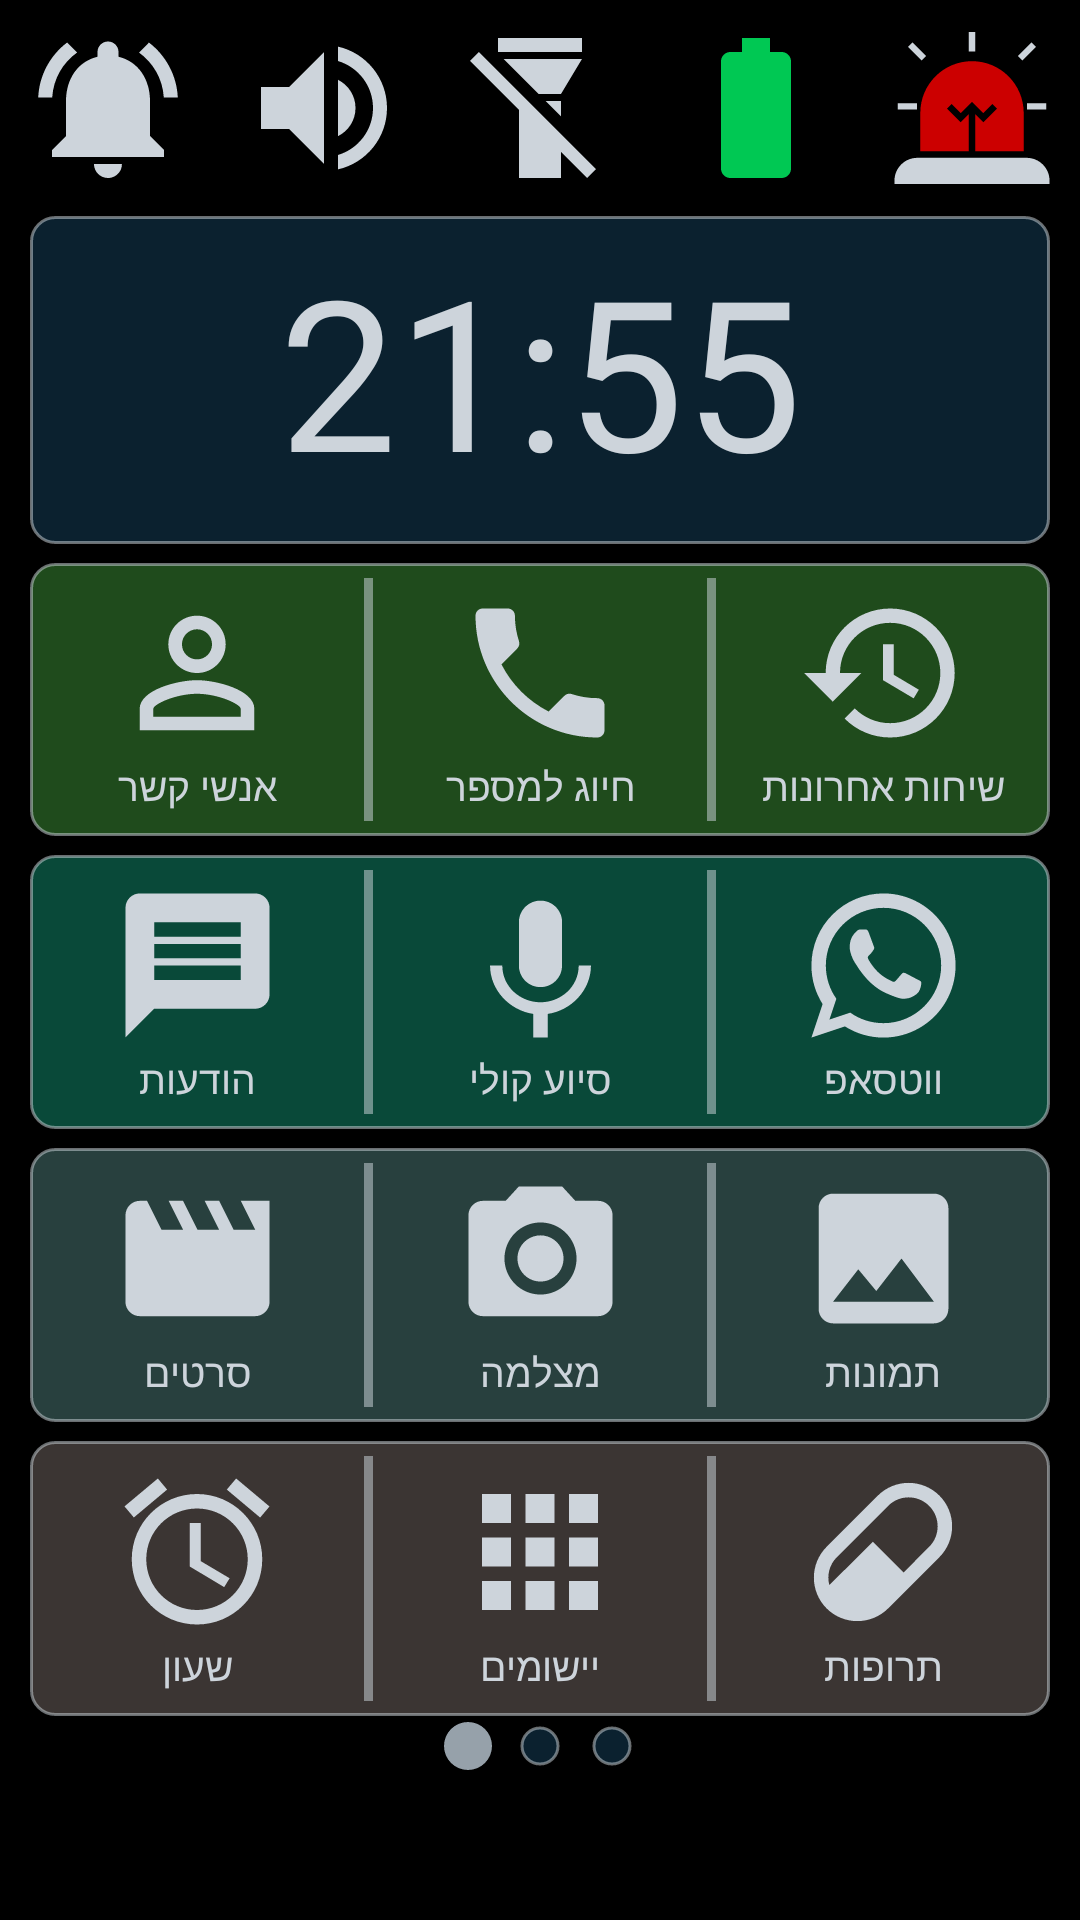 21:55
שיחות אחרונות
חיוג למספר
אנשי קשר
ווטסאפ
סיוע קולי
הודעות
תמונות
מצלמה
סרטים
תרופות
יישומים
שעון